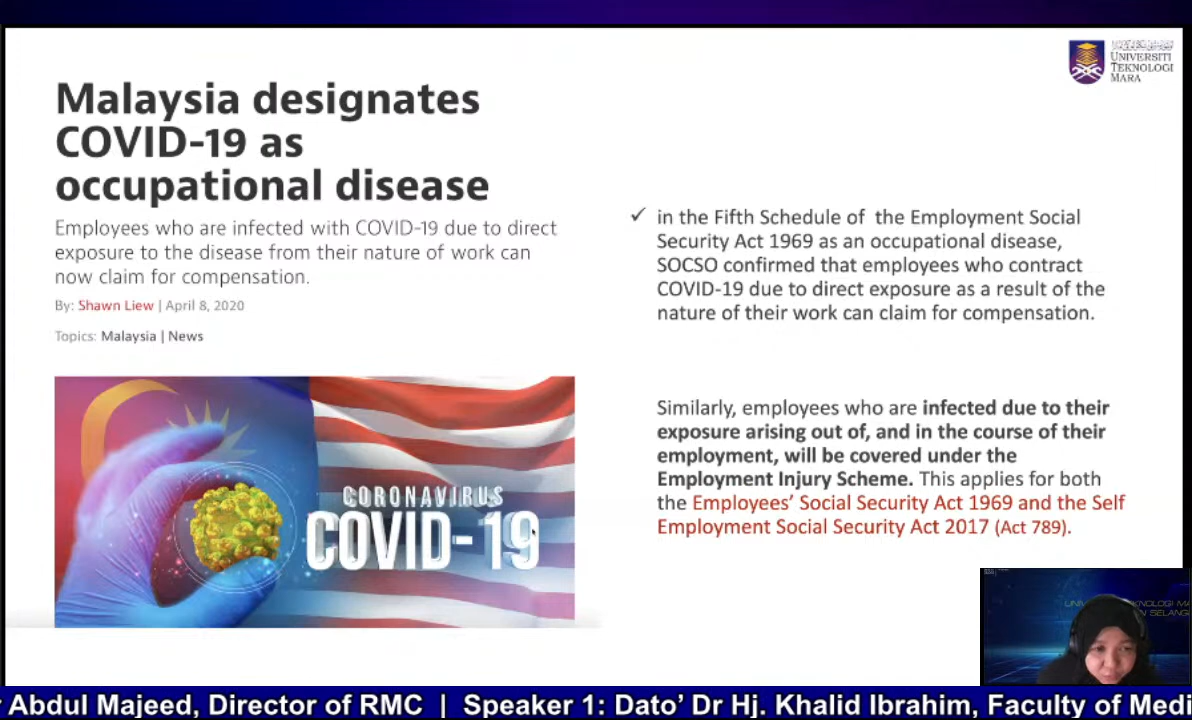 UNIVERSITI
TEKNOLOGI
MARA
Malaysia designates
COVID-19 as
occupational disease
Employees who are infected with COVID-19 due to direct
exposure to the disease from their nature of work can
now claim for compensation.
By: Shawn Liew | April 8, 2020
Topics: Malaysia | News
CORONAVIRUS
COVID-19
✓ in the Fifth Schedule of the Employment Social
Security Act 1969 as an occupational disease,
SOCSO confirmed that employees who contract
COVID-19 due to direct exposure as a result of the
nature of their work can claim for compensation.
Similarly, employees who are infected due to their
exposure arising out of, and in the course of their
employment, will be covered under the
Employment Injury Scheme. This applies for both
the Employees’ Social Security Act 1969 and the Self
Employment Social Security Act 2017 (Act 789).
Abdul Majeed, Director of RMC | Speaker 1: Dato’ Dr Hj. Khalid Ibrahim, Faculty of Medi